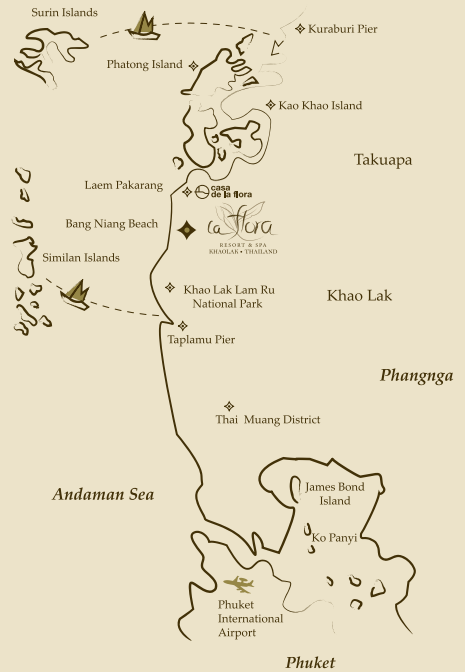 Surin Islands
Kuraburi Pier
Phatong Island
Kao Khao Island
Takuapa
Laem Pakarang
casa
de la flora
Bang Niang Beach
la flora
RESORT & SPA
KHAOLAK • THAILAND
Similan Islands
Khao Lak Lam Ru
National Park
Khao Lak
Taplamu Pier
Phangnga
Thai Muang District
James Bond
Island
Andaman Sea
Ko Panyi
Phuket
International
Airport
Phuket